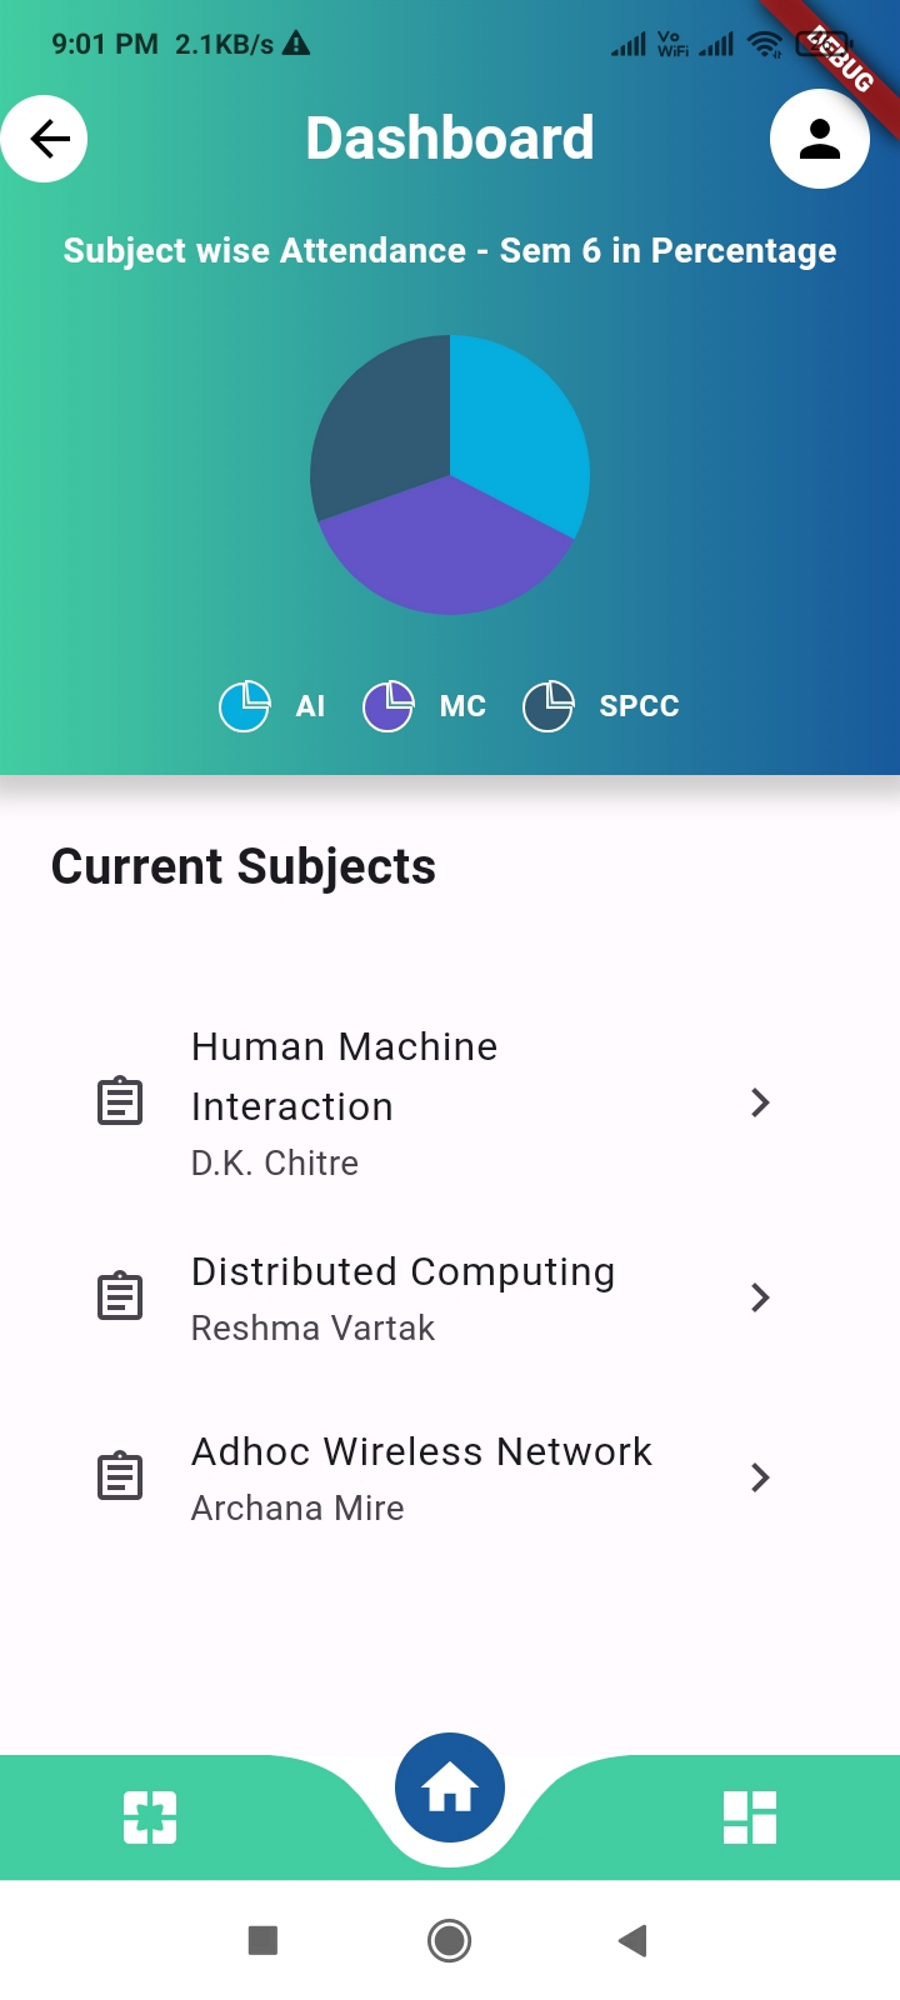 9:01 PM 2.1KB/s
Vo
WiFi
DEBUG
Dashboard
Subject wise Attendance - Sem 6 in Percentage
AI MC SPCC
Current Subjects
Human Machine
Interaction
D.K. Chitre
Distributed Computing
Reshma Vartak
Adhoc Wireless Network
Archana Mire